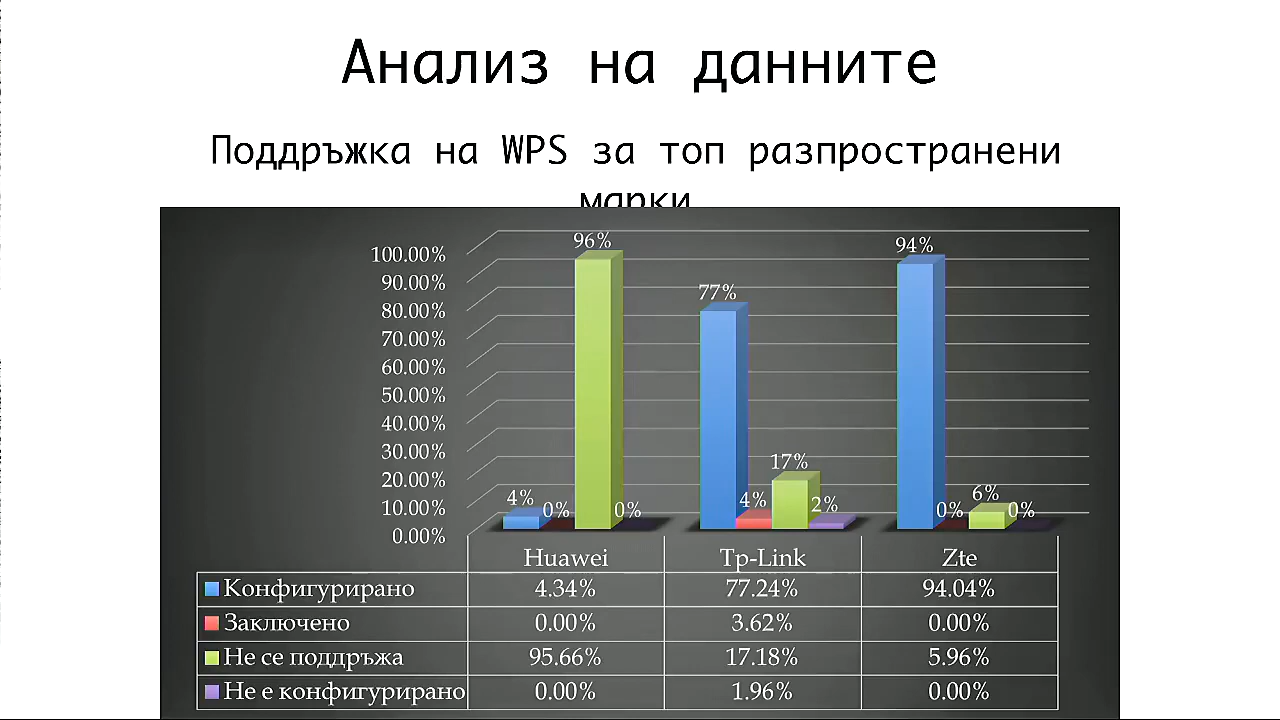 Анализ на данните
Поддръжка на WPS за топ разпространени
марки
96%
94%
100.00%
90.00%
80.00%
70.00%
60.00%
50.00%
40.00%
30.00%
20.00%
10.00%
0.00%
77%
17%
4% 0% 0% 4% 2% 0% 6% 0%
Huawei Tp-Link Zte
Конфигурирано 4.34% 77.24% 94.04%
Заключено 0.00% 3.62% 0.00%
Не се поддръжа 95.66% 17.18% 5.96%
Не е конфигурирано 0.00% 1.96% 0.00%